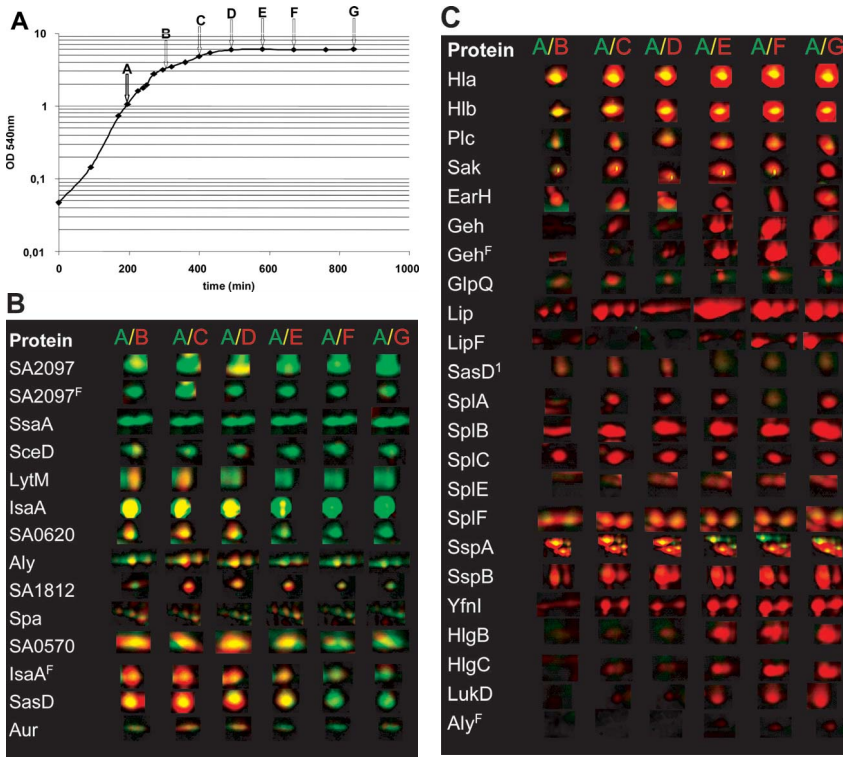 A
A B C D E F G
10
1
0,1
0,01
OD 540nm
0 200 400 600 800 1000
time (min)
B
Protein A/B A/C A/D A/E A/F A/G
SA2097
SA2097F
SsaA
SceD
LytM
IsaA
SA0620
Aly
SA1812
Spa
SA0570
IsaAF
SasD
Aur
C
Protein A/B A/C A/D A/E A/F A/G
Hla
Hlb
Plc
Sak
EarH
Geh
GehF
GlpQ
Lip
LipF
SasD1
SplA
SplB
SplC
SplE
SplF
SspA
SspB
YfnI
HlgB
HlgC
LukD
AlyF